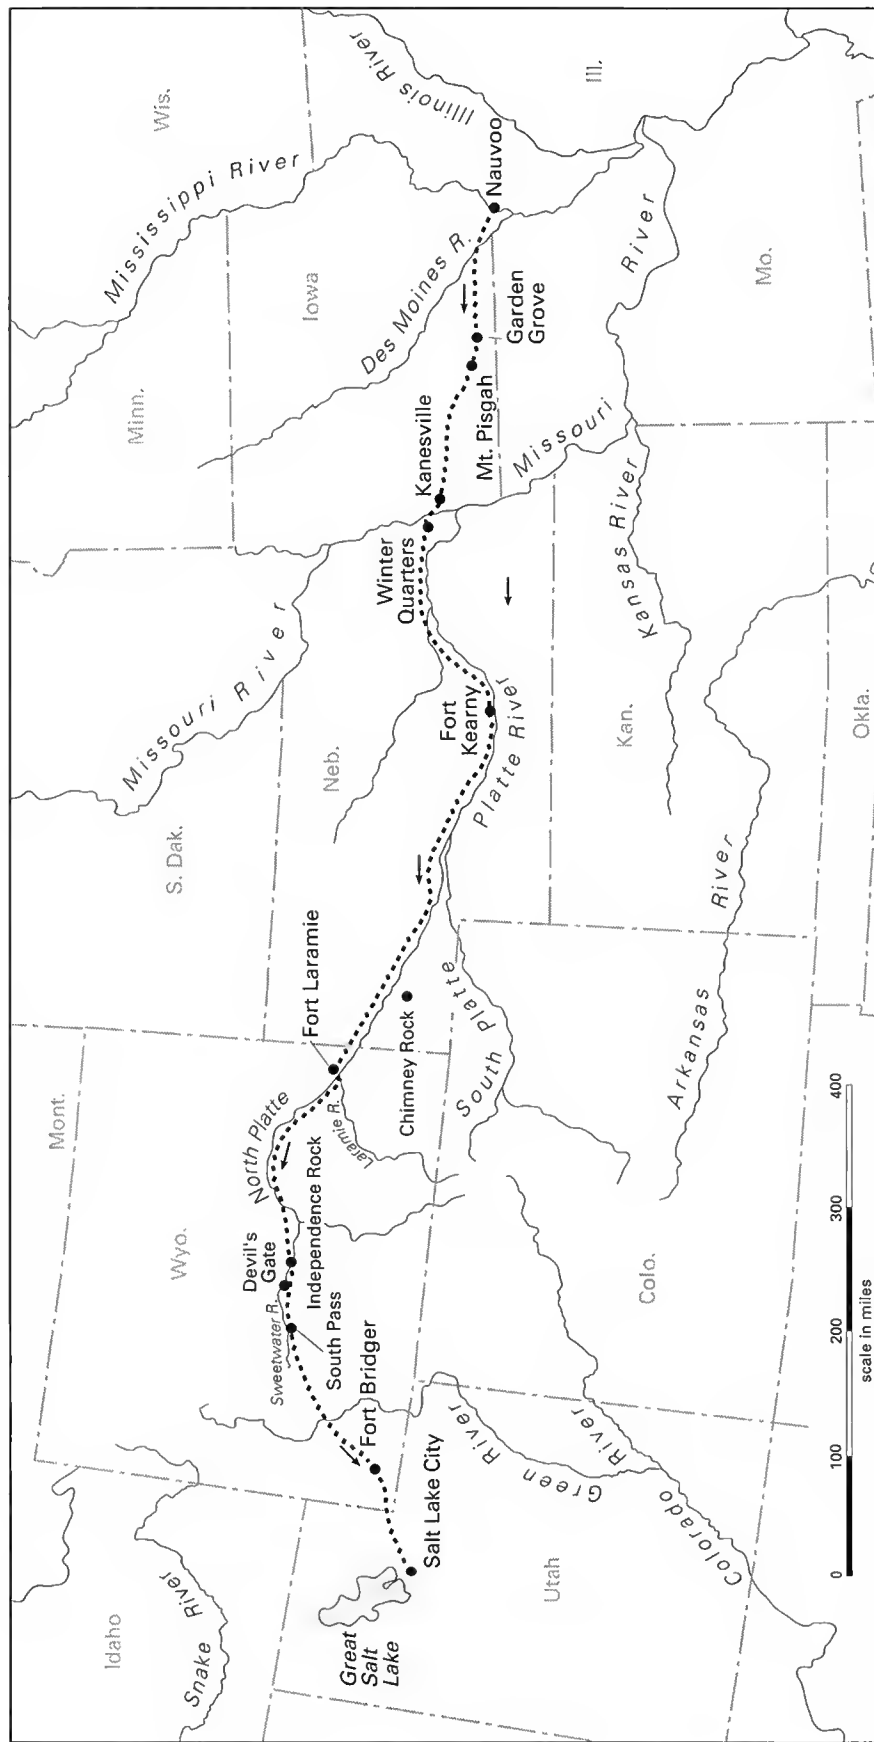 Idaho
Snake River
Great
Salt
Lake
Salt Lake City
Utah
Green River
Colorado River
Mont.
Wyo.
Fort Bridger
South Pass
Sweetwater R.
Devil's
Gate
Independence Rock
North Platte
Laramie R.
Fort Laramie
Chimney Rock
South Platte
Colo.
Arkansas River
S. Dak.
Missouri River
Neb.
Platte River
Fort
Kearny
Winter
Quarters
Kan.
Kansas River
Okla.
Minn.
Iowa
Wis.
Mississippi River
Des Moines R.
Kanesville
Mt. Pisgah
Garden
Grove
Nauvoo
Illinois River
Ill.
Missouri River
Mo.
0 100 200 300 400
scale in miles